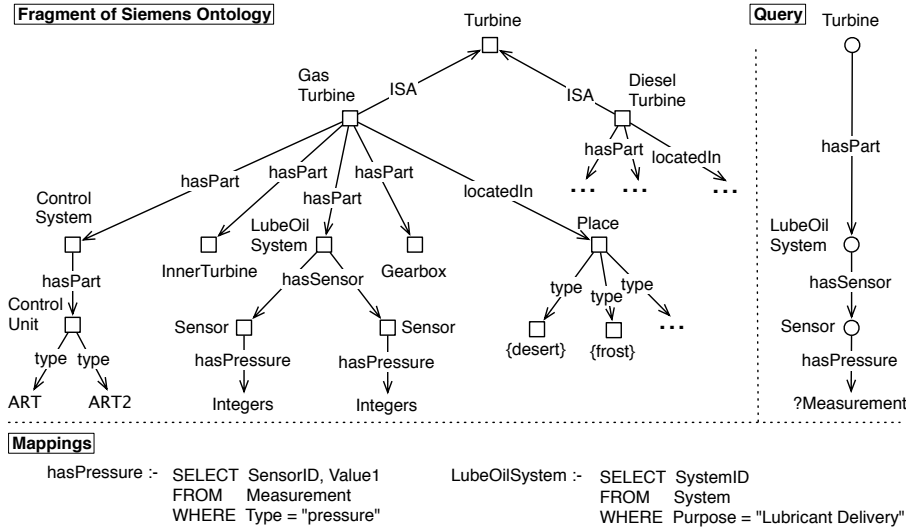 Fragment of Siemens Ontology
Turbine
Query
Turbine
Gas
Turbine
ISA
ISA
Diesel
Turbine
hasPart
locatedIn
... ... ...
hasPart
hasPart
hasPart
hasPart
locatedIn
hasPart
Control
System
InnerTurbine
LubeOil
System
Gearbox
Place
LubeOil
System
hasPart
hasSensor
type
type
type
hasSensor
Control
Unit
Sensor
Sensor
{desert}
{frost}
...
Sensor
type
type
hasPressure
hasPressure
hasPressure
ART
ART2
Integers
Integers
?Measurement
Mappings
hasPressure :- SELECT SensorID, Value1
FROM Measurement
WHERE Type = "pressure"
LubeOilSystem :- SELECT SystemID
FROM System
WHERE Purpose = "Lubricant Delivery"